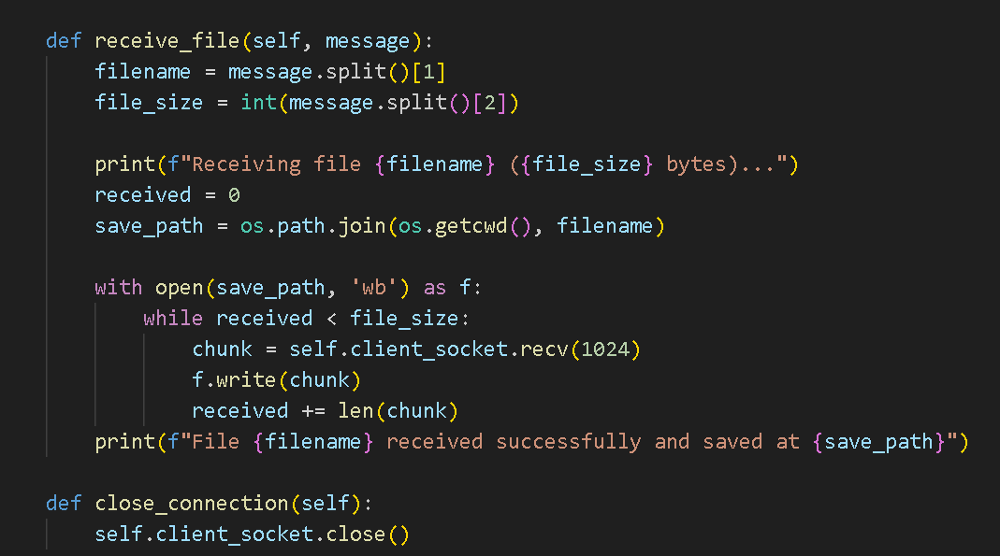 def receive_file(self, message):
    filename = message.split()[1]
    file_size = int(message.split()[2])

    print(f"Receiving file {filename} ({file_size} bytes)...")
    received = 0
    save_path = os.path.join(os.getcwd(), filename)

    with open(save_path, 'wb') as f:
        while received < file_size:
            chunk = self.client_socket.recv(1024)
            f.write(chunk)
            received += len(chunk)
    print(f"File {filename} received successfully and saved at {save_path}")

def close_connection(self):
    self.client_socket.close()